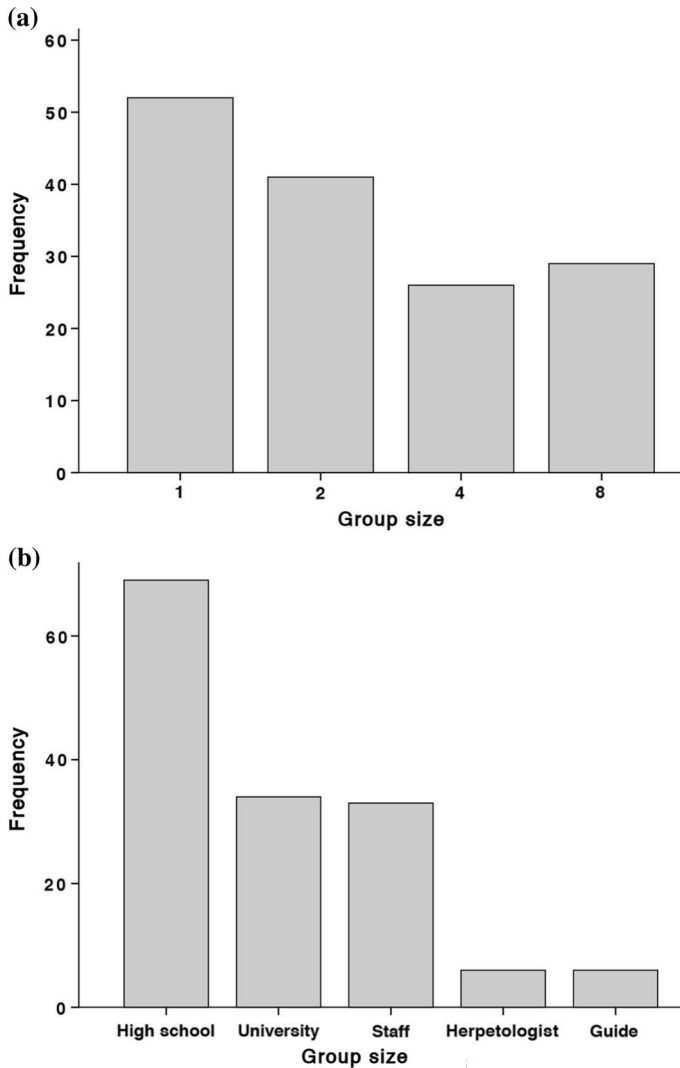 (a)
60
50
40
30
20
10
0
Frequency
1 2 4 8
Group size
(b)
60
40
20
0
Frequency
High school University Staff Herpetologist Guide
Group size